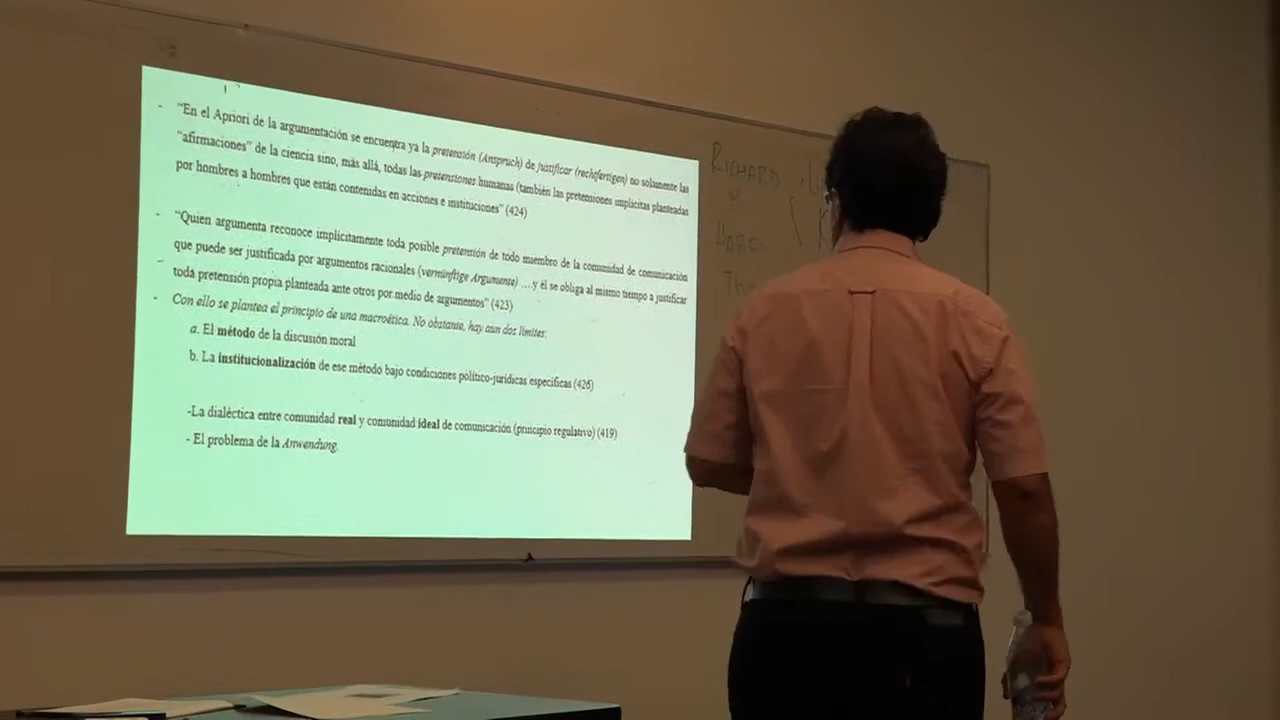 - "En el Apriori de la argumentación se encuentra ya la pretensión (Anspruch) de justificar (rechtfertigen) no solamente las
"afirmaciones" de la ciencia sino, más allá, todas las pretensiones humanas (también las pretensiones implícitas planteadas
por hombres a hombres que están contenidas en acciones e instituciones" (424)
- "Quien argumenta reconoce implícitamente toda posible pretensión de todo miembro de la comunidad de comunicación
que puede ser justificada por argumentos racionales (vernünftige Argumente) ....y él se obliga al mismo tiempo a justificar
toda pretensión propia planteada ante otros por medio de argumentos" (423)
- Con ello se plantea el principio de una macroética. No obstante, hay aun dos límites:
a. El método de la discusión moral
b. La institucionalización de ese método bajo condiciones político-jurídicas específicas (426)
-La dialéctica entre comunidad real y comunidad ideal de comunicación (principio regulativo) (419)
- El problema de la Anwendung.
RICHARD